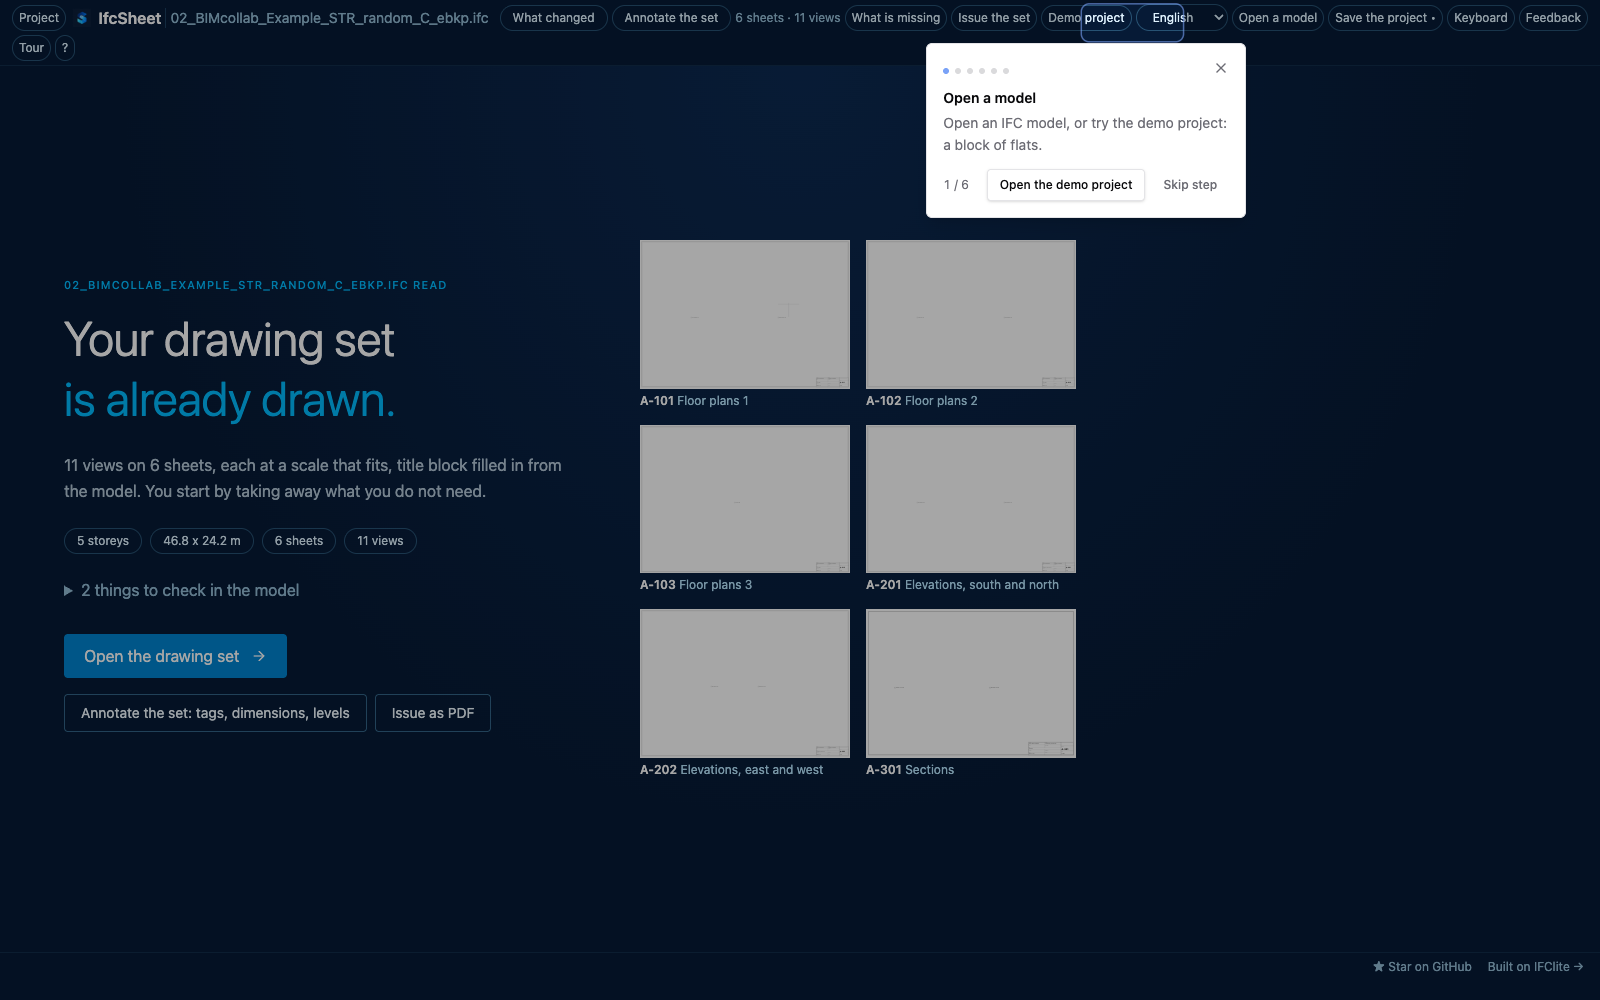 Project IfcSheet 02_BIMcollab_Example_STR_random_C_ebkp.ifc What changed Annotate the set 6 sheets · 11 views What is missing Issue the set Demo project English Open a model Save the project • Keyboard Feedback
Tour ?
Open a model
Open an IFC model, or try the demo project:
a block of flats.
1 / 6 Open the demo project Skip step
02_BIMCOLLAB_EXAMPLE_STR_RANDOM_C_EBKP.IFC READ
Your drawing set
is already drawn.
11 views on 6 sheets, each at a scale that fits, title block filled in from
the model. You start by taking away what you do not need.
5 storeys 46.8 x 24.2 m 6 sheets 11 views
2 things to check in the model
Open the drawing set →
Annotate the set: tags, dimensions, levels Issue as PDF
A-101 Floor plans 1 A-102 Floor plans 2
A-103 Floor plans 3 A-201 Elevations, south and north
A-202 Elevations, east and west A-301 Sections
Star on GitHub Built on IFClite →